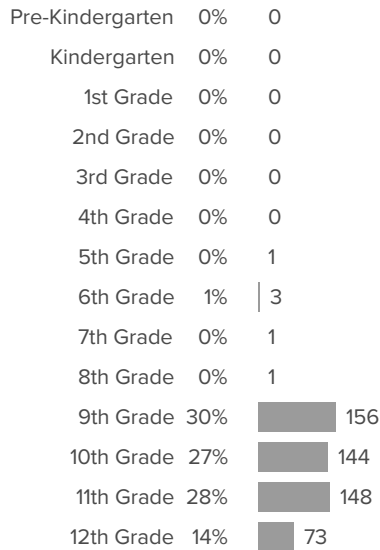 Pre-Kindergarten 0% 0
Kindergarten 0% 0
1st Grade 0% 0
2nd Grade 0% 0
3rd Grade 0% 0
4th Grade 0% 0
5th Grade 0% 1
6th Grade 1% 3
7th Grade 0% 1
8th Grade 0% 1
9th Grade 30% 156
10th Grade 27% 144
11th Grade 28% 148
12th Grade 14% 73